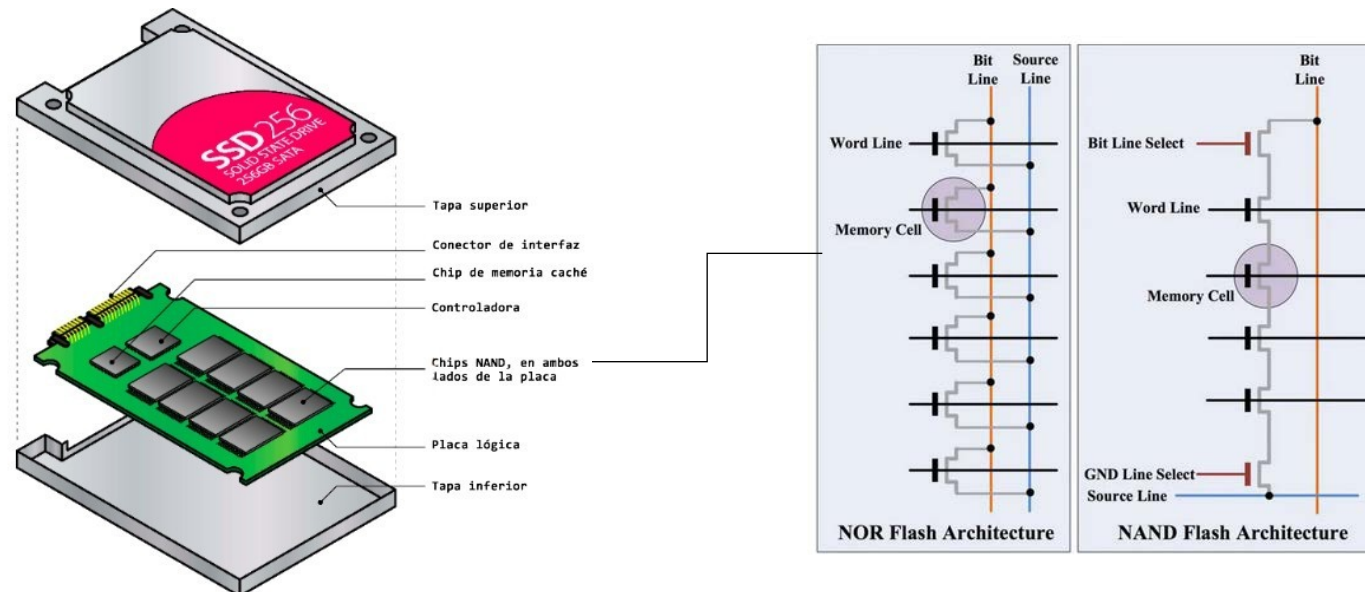 SSD 256
SOLID STATE DRIVE
256GB SATA
Tapa superior
Conector de interfaz
Chip de memoria caché
Controladora
Chips NAND, en ambos
lados de la placa
Placa lógica
Tapa inferior
Bit
Line
Source
Line
Word Line
Memory Cell
NOR Flash Architecture
Bit
Line
Bit Line Select
Word Line
Memory Cell
GND Line Select
Source Line
NAND Flash Architecture